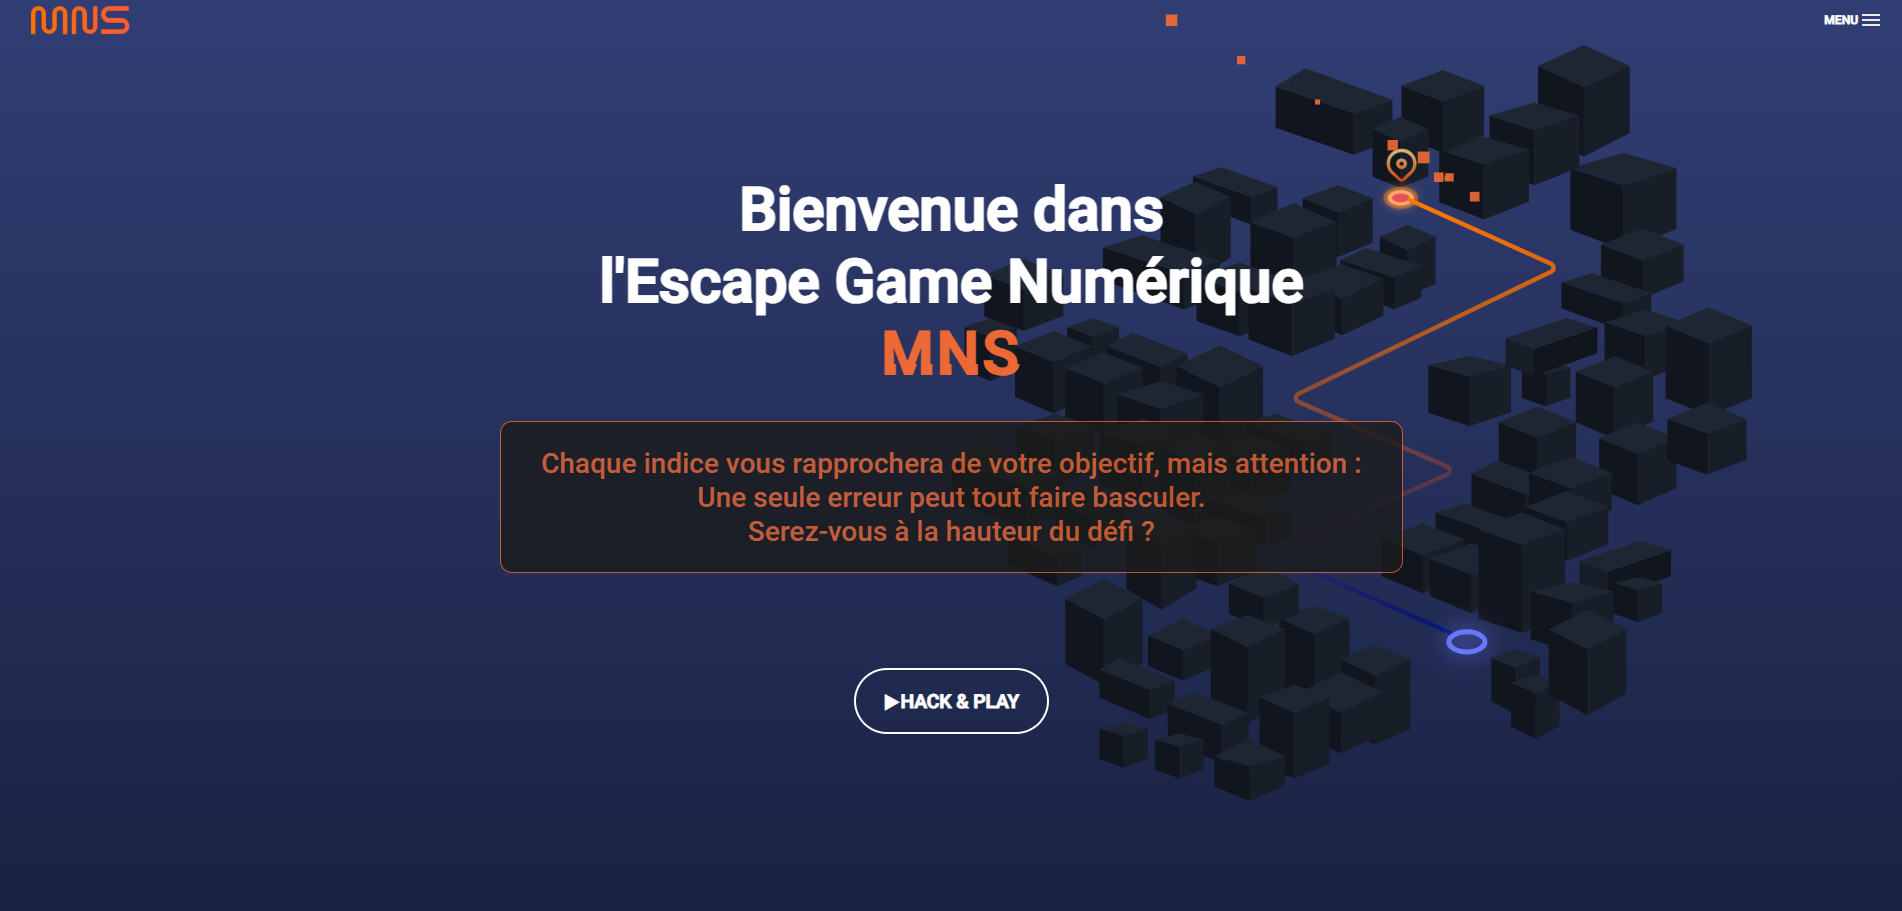 MNS
MENU
Bienvenue dans
l'Escape Game Numérique
MNS
Chaque indice vous rapprochera de votre objectif, mais attention :
Une seule erreur peut tout faire basculer.
Serez-vous à la hauteur du défi ?
▶HACK & PLAY